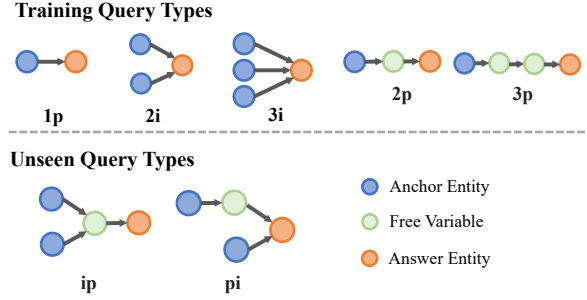 Training Query Types
1p
2i
3i
2p
3p
Unseen Query Types
ip
pi
Anchor Entity
Free Variable
Answer Entity